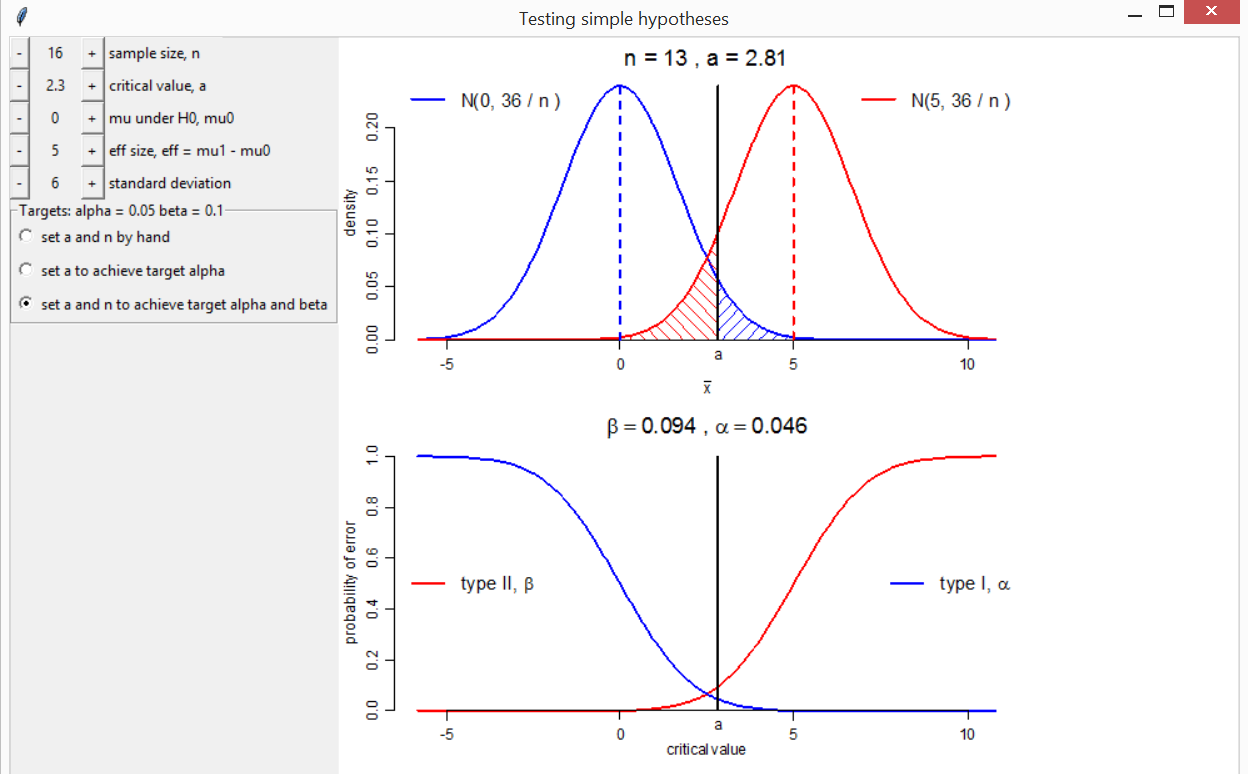 Testing simple hypotheses
- 16 + sample size, n
- 2.3 + critical value, a
- 0 + mu under H0, mu0
- 5 + eff size, eff = mu1 - mu0
- 6 + standard deviation
Targets: alpha = 0.05 beta = 0.1
set a and n by hand
set a to achieve target alpha
set a and n to achieve target alpha and beta
n = 13 , a = 2.81
N(0, 36 / n )
N(5, 36 / n )
density
0.20
0.15
0.10
0.05
0.00
-5 0 a 5 10
x̅
β = 0.094 , α = 0.046
probability of error
1.0
0.8
0.6
0.4
0.2
0.0
type II, β
type I, α
-5 0 a 5 10
critical value